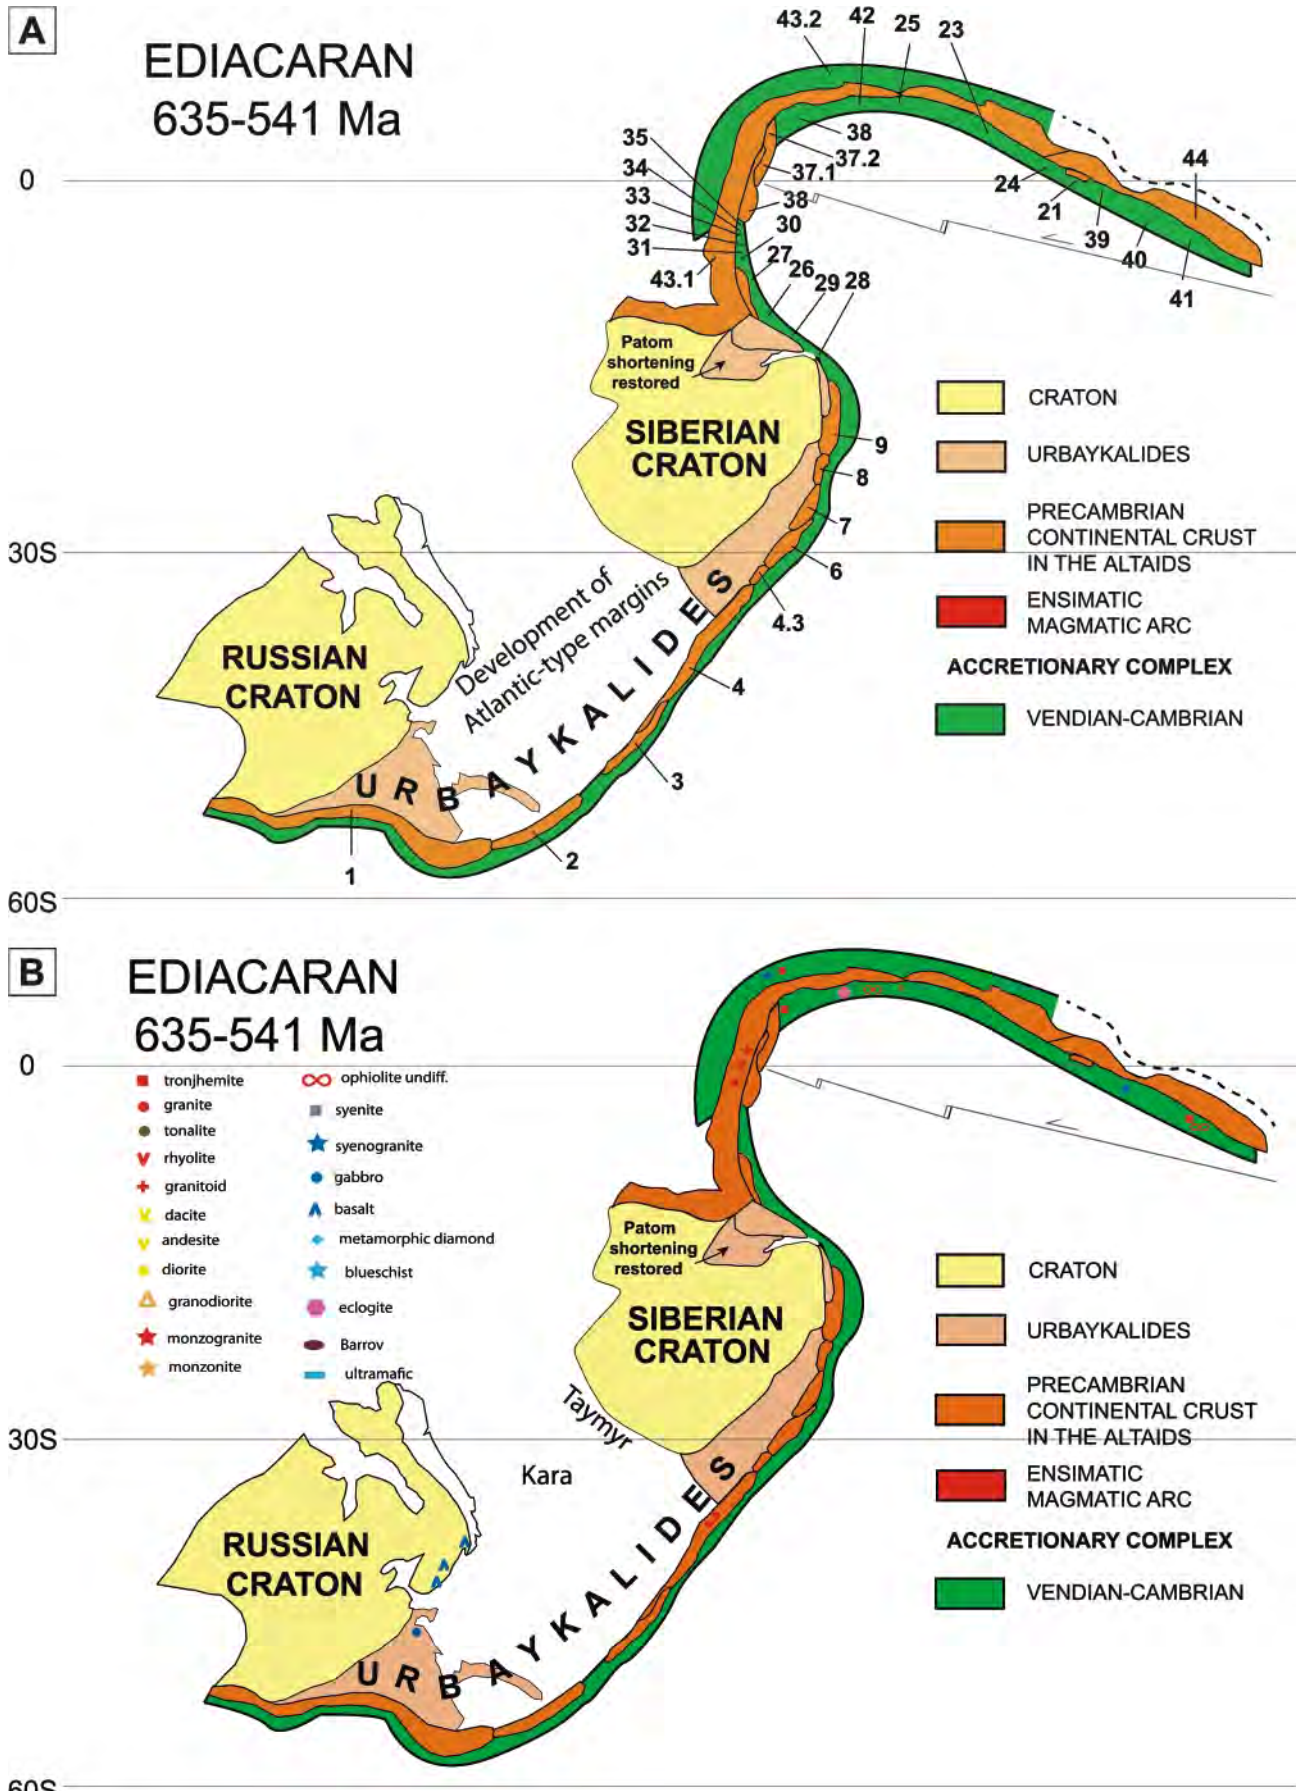 A
EDIACARAN
635-541 Ma
43.2
42
25
23
35
34
33
32
31
43.1
38
37.2
37.1
38
30
27
26
29
28
24
21
39
40
41
44
0
Patom
shortening
restored
SIBERIAN
CRATON
9
8
7
6
4.3
4
3
2
1
30S
Development of
Atlantic-type margins
RUSSIAN
CRATON
URBAYKALIDES
60S
CRATON
URBAYKALIDES
PRECAMBRIAN
CONTINENTAL CRUST
IN THE ALTAIDS
ENSIMATIC
MAGMATIC ARC
ACCRETIONARY COMPLEX
VENDIAN-CAMBRIAN
B
EDIACARAN
635-541 Ma
0
tronjhemite
granite
tonalite
rhyolite
granitoid
dacite
andesite
diorite
granodiorite
monzogranite
monzonite
ophiolite undiff.
syenite
syenogranite
gabbro
basalt
metamorphic diamond
blueschist
eclogite
Barrov
ultramafic
Patom
shortening
restored
SIBERIAN
CRATON
Taymyr
Kara
30S
RUSSIAN
CRATON
URBAYKALIDES
60S
CRATON
URBAYKALIDES
PRECAMBRIAN
CONTINENTAL CRUST
IN THE ALTAIDS
ENSIMATIC
MAGMATIC ARC
ACCRETIONARY COMPLEX
VENDIAN-CAMBRIAN